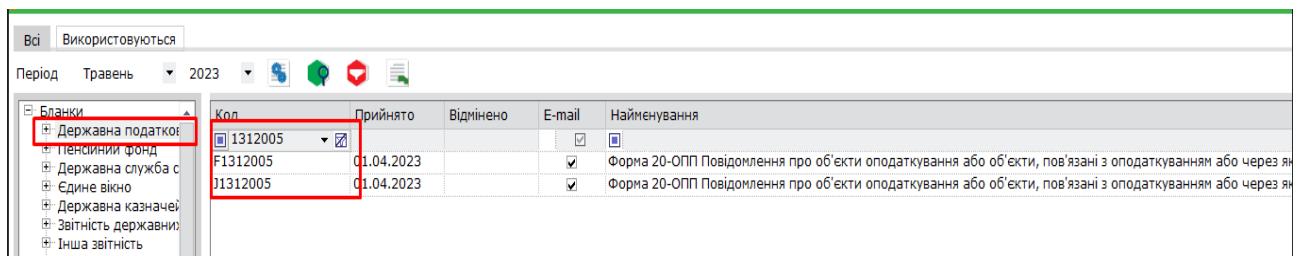 Всі Використовуються
Період Травень 2023
Бланки
Державна податков
Пенсійний фонд
Державна служба с
Єдине вікно
Державна казначей
Звітність державни
Інша звітність
Код Прийнято Відмінено E-mail Найменування
1312005
F1312005 01.04.2023 Форма 20-ОПП Повідомлення про об'єкти оподаткування або об'єкти, пов'язані з оподаткуванням або через як
J1312005 01.04.2023 Форма 20-ОПП Повідомлення про об'єкти оподаткування або об'єкти, пов'язані з оподаткуванням або через як